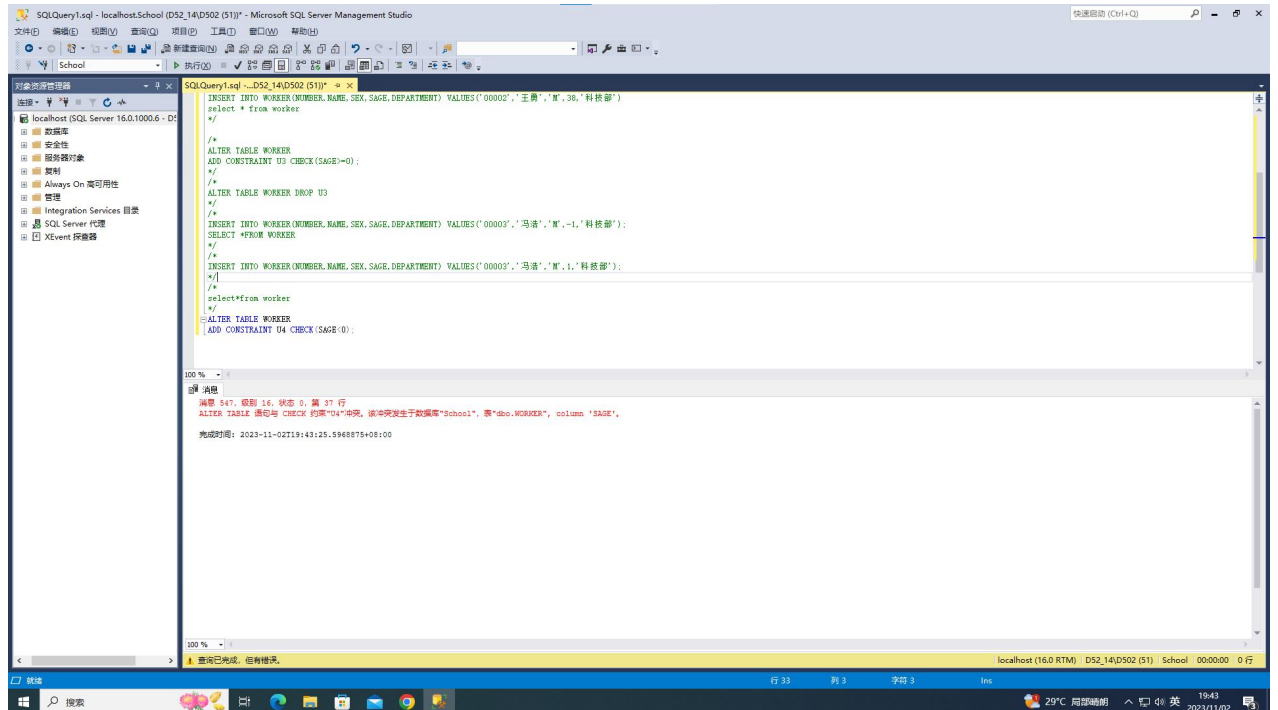 SQLQuery1.sql - localhost.School (D52_14\D502 (51))* - Microsoft SQL Server Management Studio
快速启动 (Ctrl+Q)
文件(F) 编辑(E) 视图(V) 查询(Q) 项目(P) 工具(T) 窗口(W) 帮助(H)
新建查询(N)
School 执行(X)
对象资源管理器
SQLQuery1.sql -...D52_14\D502 (51))*
连接
localhost (SQL Server 16.0.1000.6 - D5
数据库
安全性
服务器对象
复制
Always On 高可用性
管理
Integration Services 目录
SQL Server 代理
XEvent 探查器
INSERT INTO WORKER(NUMBER,NAME,SEX,SAGE,DEPARTMENT) VALUES('00002','王勇','M',38,'科技部')
select * from worker
*/
/*
ALTER TABLE WORKER
ADD CONSTRAINT U3 CHECK(SAGE>=0);
*/
/*
ALTER TABLE WORKER DROP U3
*/
/*
INSERT INTO WORKER(NUMBER,NAME,SEX,SAGE,DEPARTMENT) VALUES('00003','冯浩','M',-1,'科技部');
SELECT *FROM WORKER
*/
/*
INSERT INTO WORKER(NUMBER,NAME,SEX,SAGE,DEPARTMENT) VALUES('00003','冯浩','M',1,'科技部');
*/
/*
select*from worker
*/
ALTER TABLE WORKER
ADD CONSTRAINT U4 CHECK(SAGE<0);
100 %
消息
消息 547，级别 16，状态 0，第 37 行
ALTER TABLE 语句与 CHECK 约束"U4"冲突。该冲突发生于数据库"School"，表"dbo.WORKER", column 'SAGE'。
完成时间: 2023-11-02T19:43:25.5968875+08:00
100 %
查询已完成，但有错误。
localhost (16.0 RTM) D52_14\D502 (51) School 00:00:00 0 行
就绪
行 33 列 3 字符 3 Ins
搜索
29°C 局部晴朗 英 19:43
2023/11/02